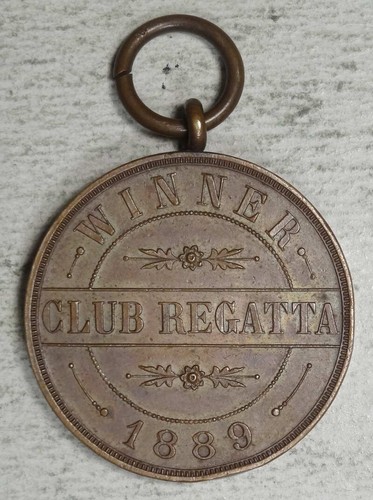 WINNER
CLUB REGATTA
1889